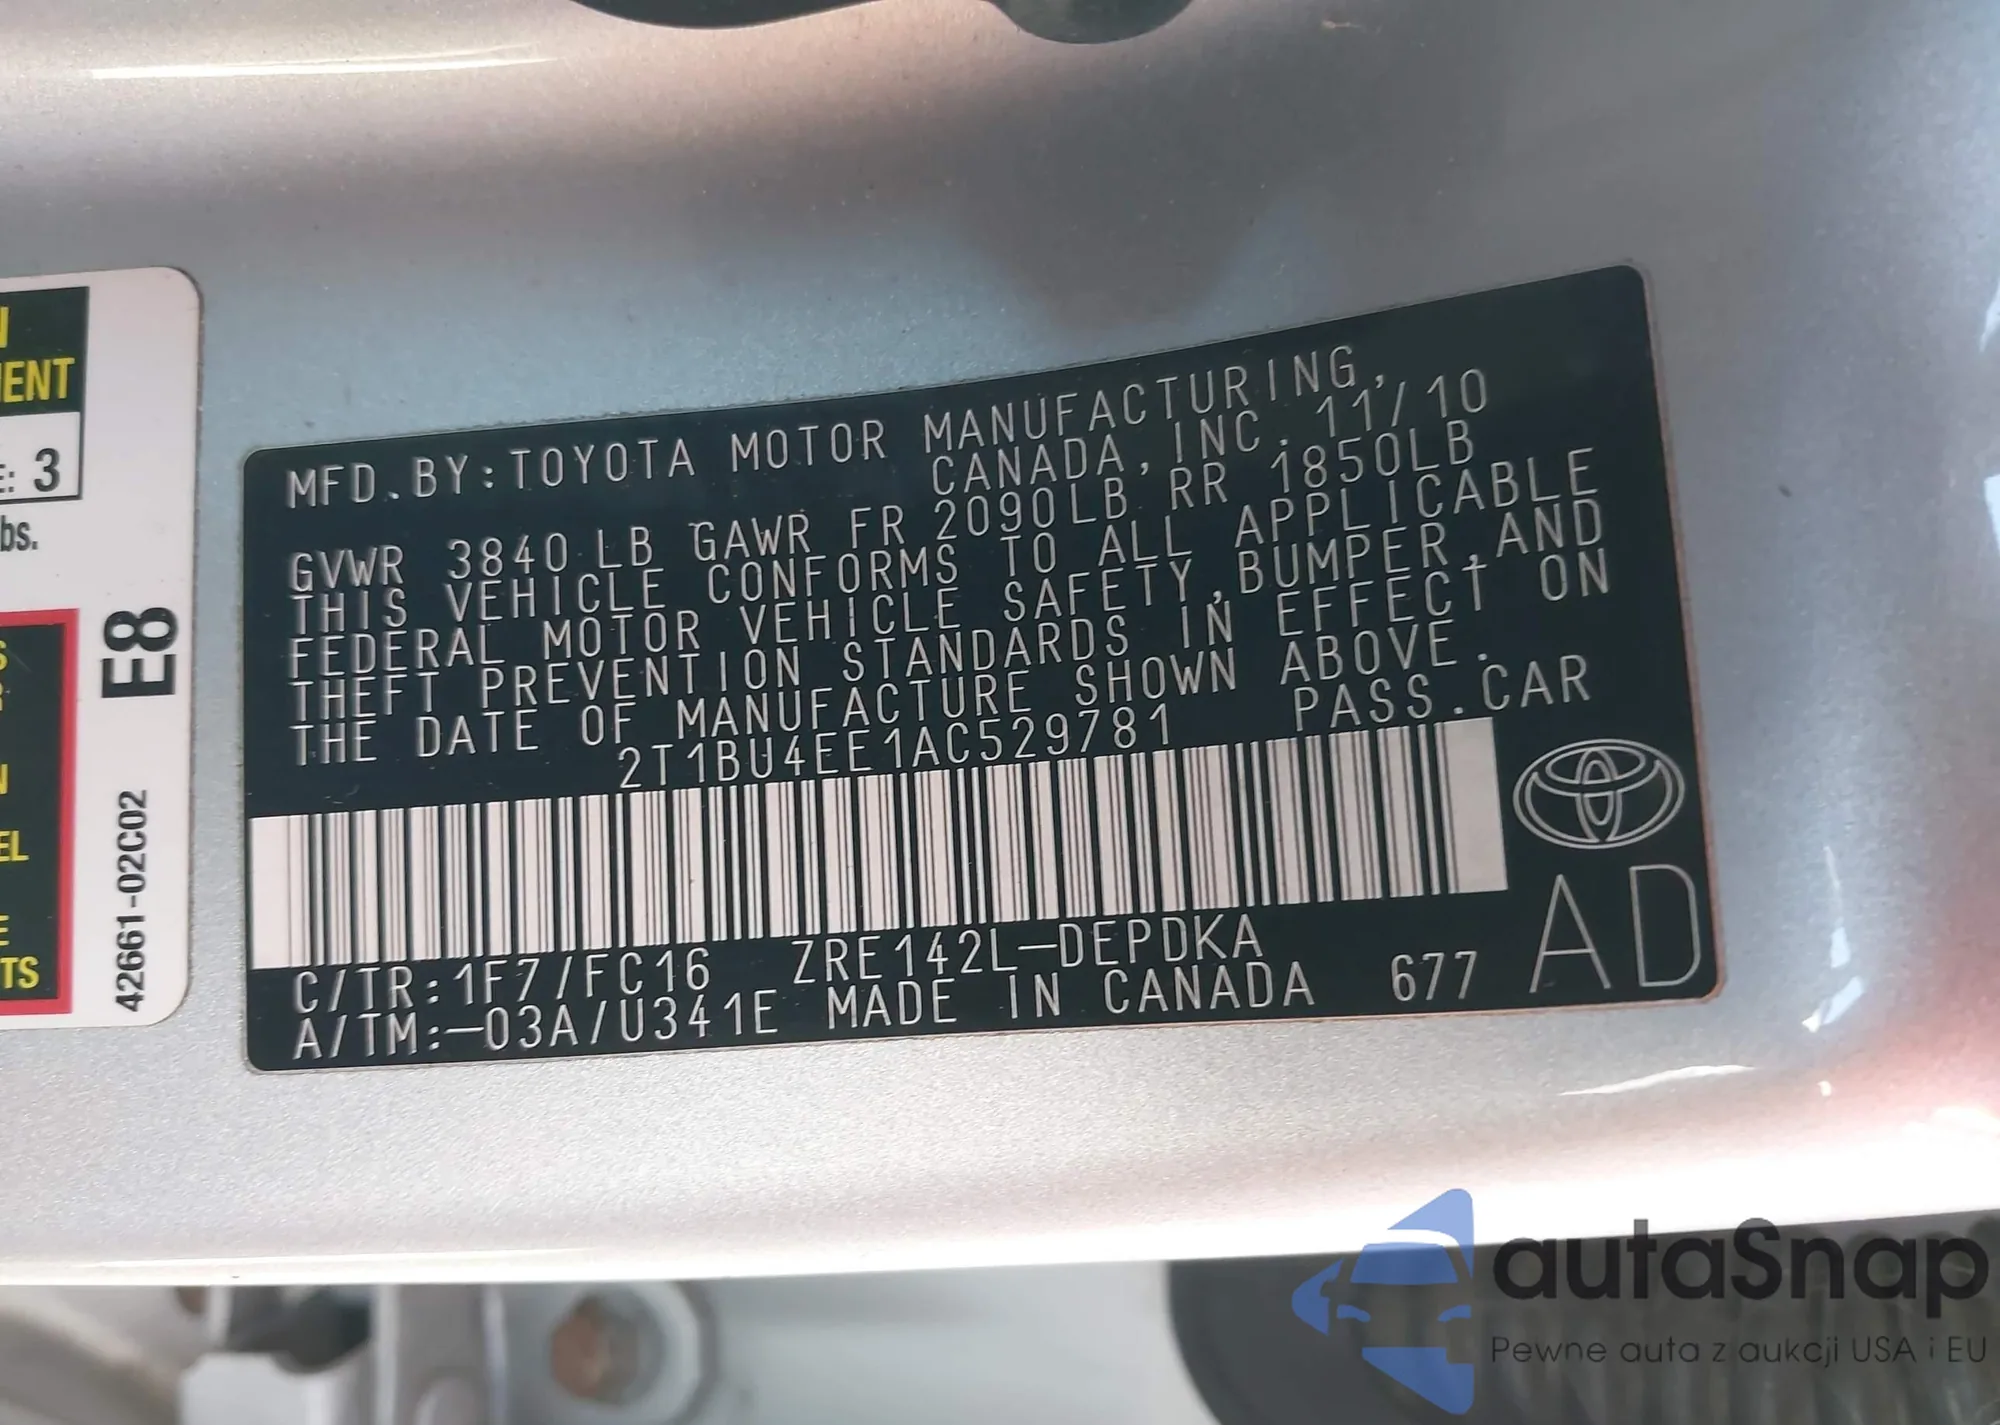 MFD.BY:TOYOTA MOTOR MANUFACTURING,
CANADA,INC. 11/10
GVWR 3840 LB GAWR FR 2090LB RR 1850LB
THIS VEHICLE CONFORMS TO ALL APPLICABLE
FEDERAL MOTOR VEHICLE SAFETY,BUMPER,AND
THEFT PREVENTION STANDARDS IN EFFECT ON
THE DATE OF MANUFACTURE SHOWN ABOVE.
2T1BU4EE1AC529781 PASS.CAR
C/TR:1F7/FC16 ZRE142L-DEPDKA
A/TM:-03A/U341E MADE IN CANADA 677 AD
E: 3
bs.
E8
42661-02C02
autaSnap
Pewne auta z aukcji USA i EU